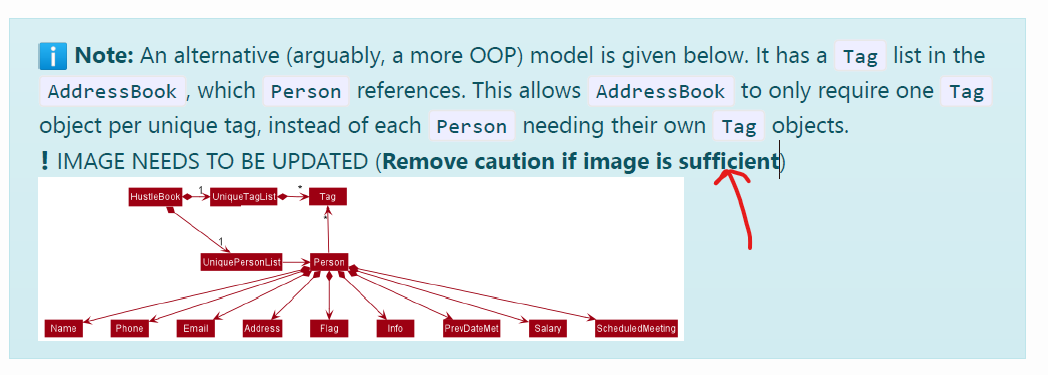 ℹ Note: An alternative (arguably, a more OOP) model is given below. It has a Tag list in the
AddressBook , which Person references. This allows AddressBook to only require one Tag
object per unique tag, instead of each Person needing their own Tag objects.
! IMAGE NEEDS TO BE UPDATED (Remove caution if image is sufficient)
HustleBook 1 UniqueTagList * Tag
*
1
UniquePersonList Person
Name Phone Email Address Flag Info PrevDateMet Salary ScheduledMeeting